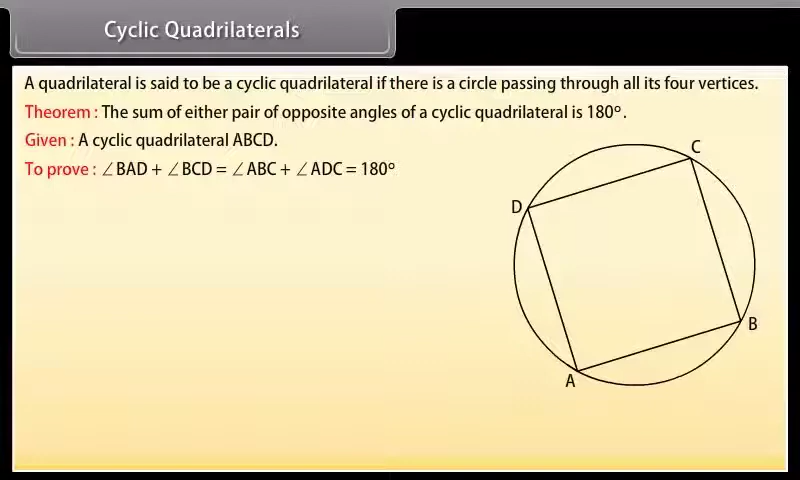 Cyclic Quadrilaterals
A quadrilateral is said to be a cyclic quadrilateral if there is a circle passing through all its four vertices.
Theorem : The sum of either pair of opposite angles of a cyclic quadrilateral is 180°.
Given : A cyclic quadrilateral ABCD.
To prove : ∠BAD + ∠BCD = ∠ABC + ∠ADC = 180°
C
D
B
A